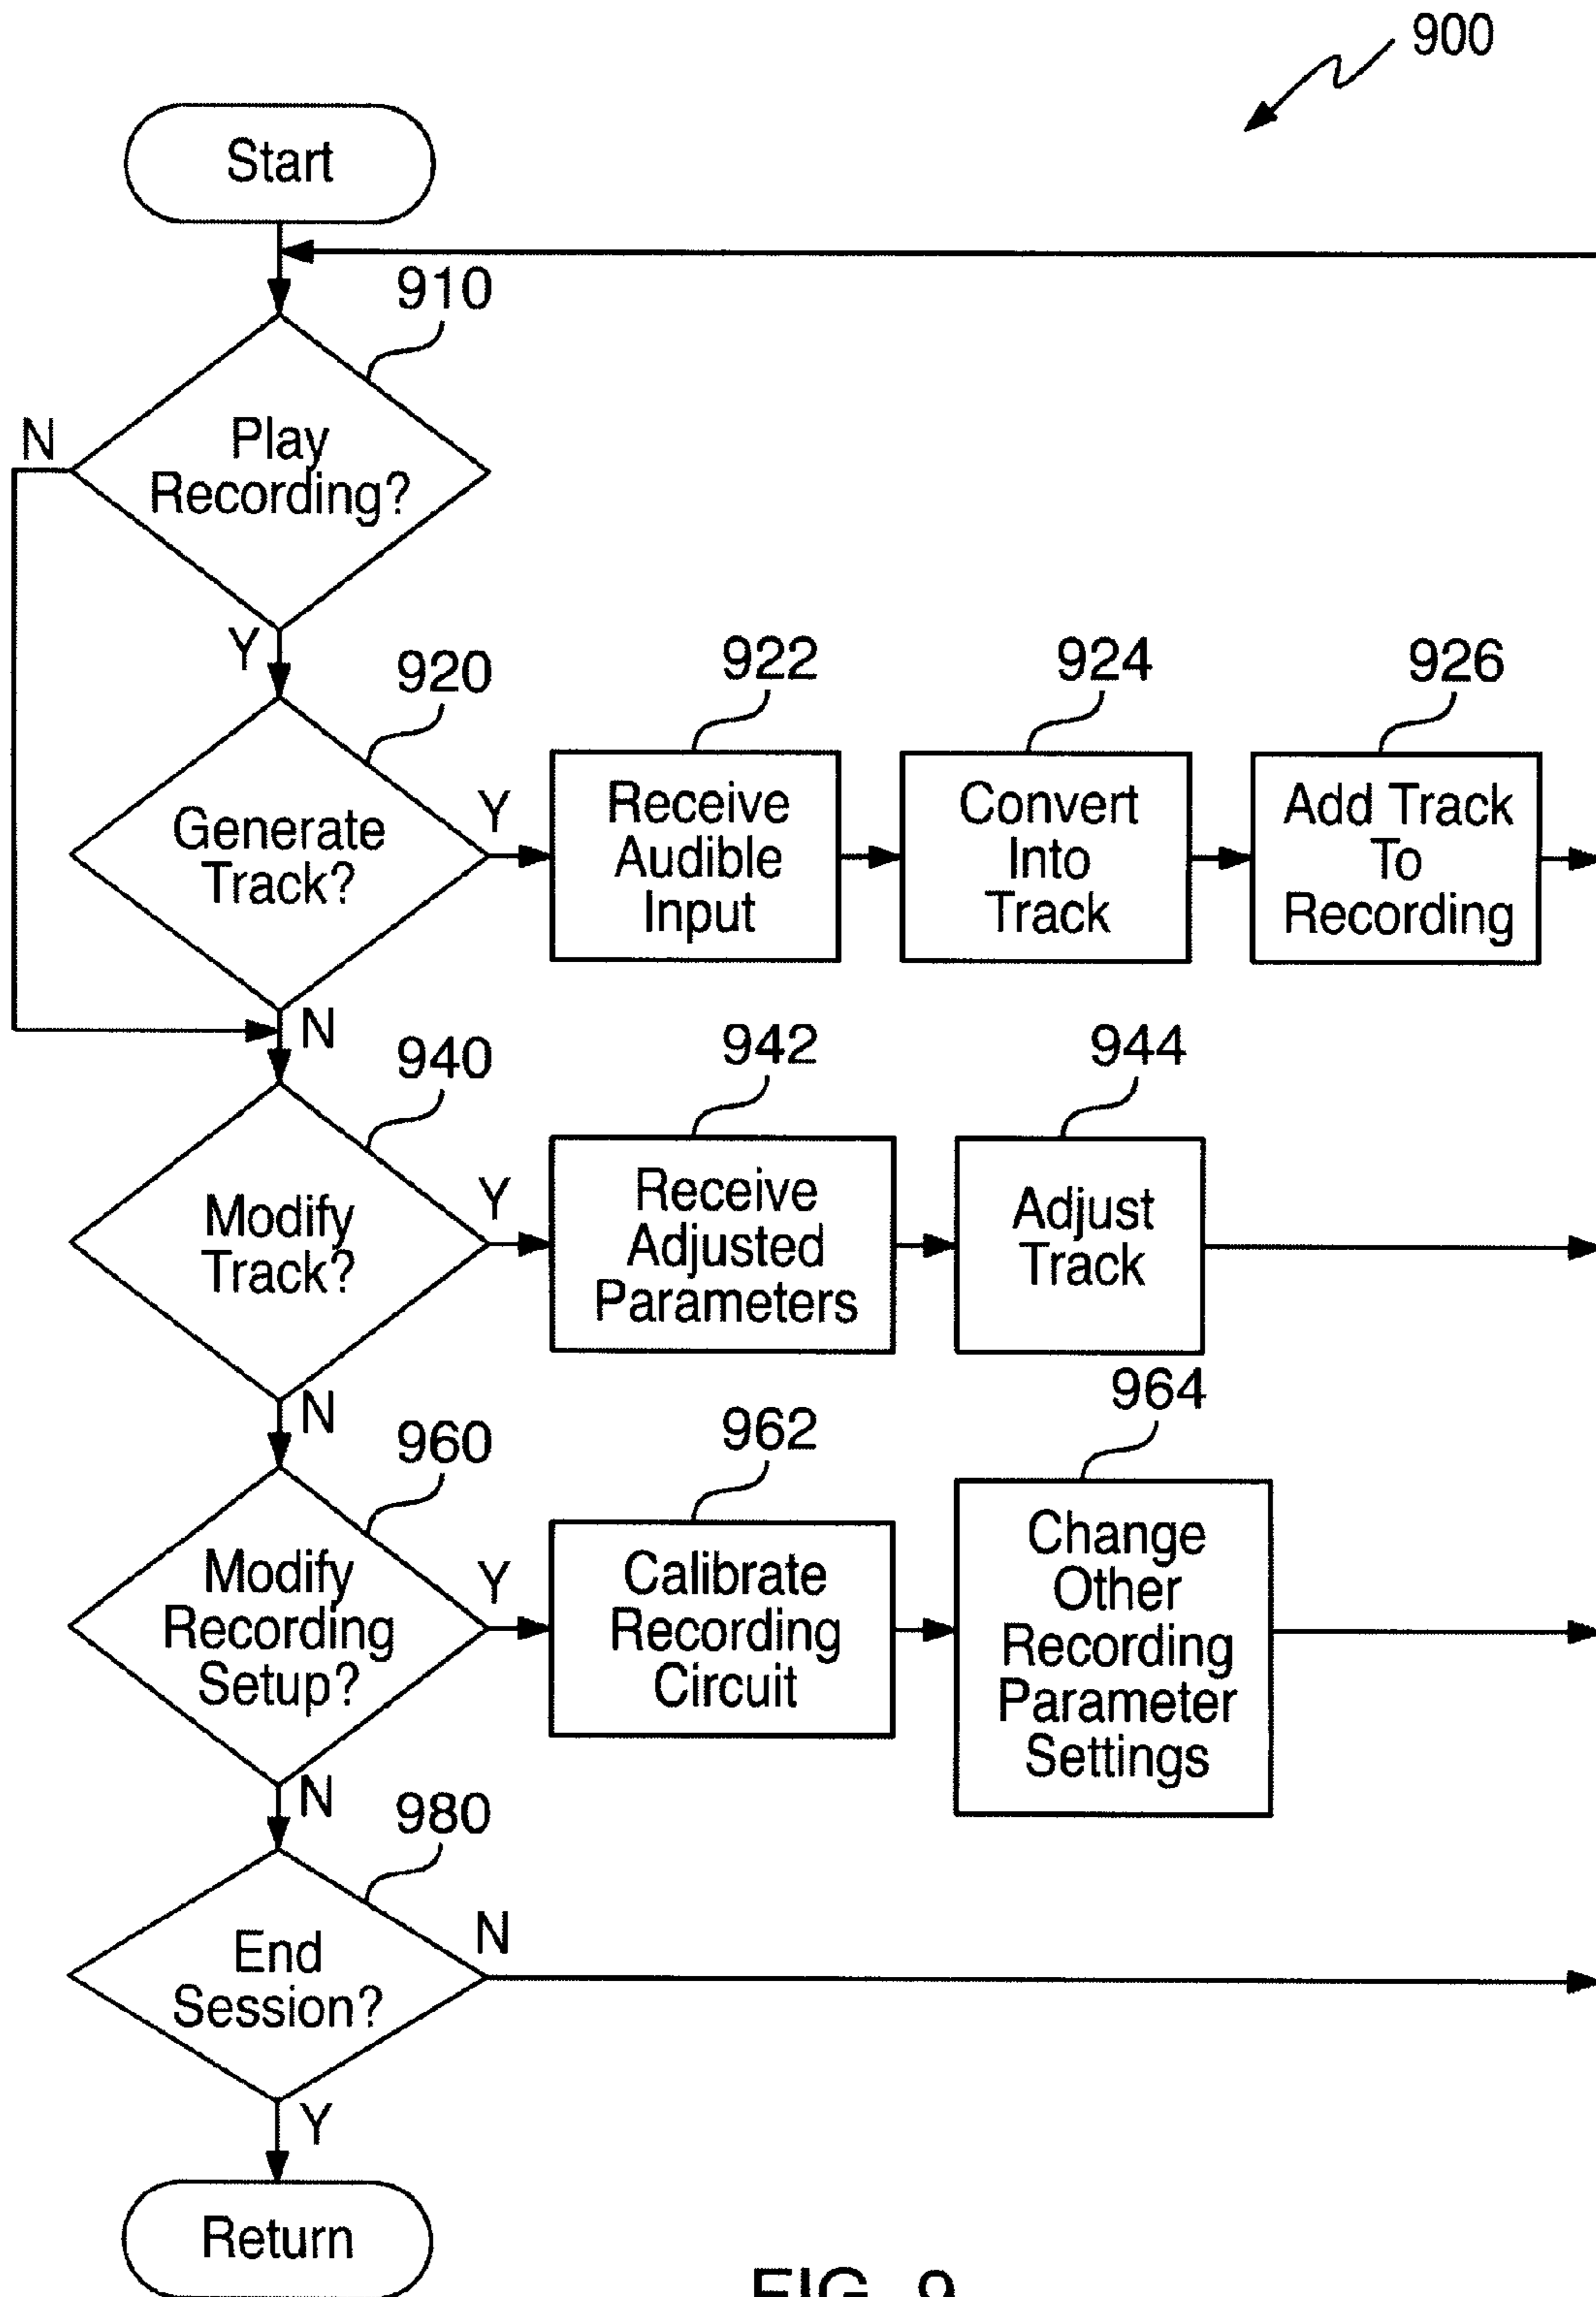 900
Start
910
N
Play
Recording?
Y
920
922
924
926
Generate
Track?
Y
Receive
Audible
Input
Convert
Into
Track
Add Track
To
Recording
N
940
942
944
Modify
Track?
Y
Receive
Adjusted
Parameters
Adjust
Track
N
960
962
964
Modify
Recording
Setup?
Y
Calibrate
Recording
Circuit
Change
Other
Recording
Parameter
Settings
N
980
End
Session?
N
Y
Return
FIG. 9